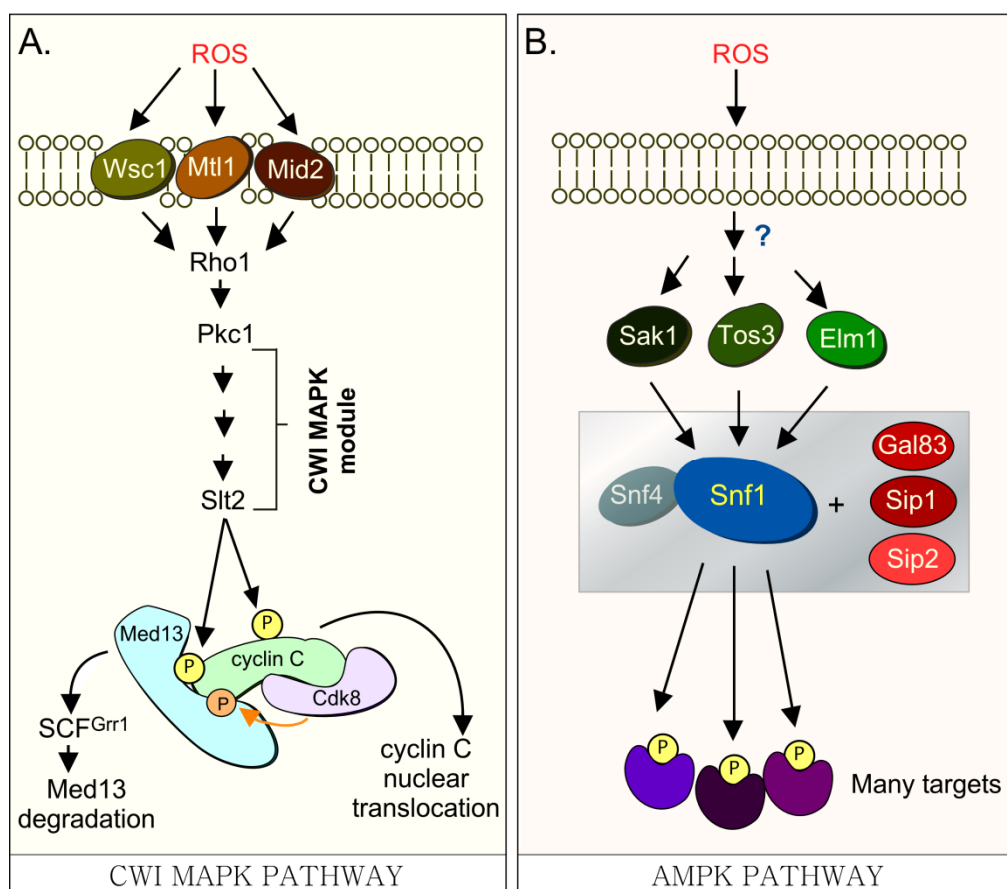 A.
ROS
Wsc1
Mtl1
Mid2
Rho1
Pkc1
CWI MAPK
module
Slt2
P
Med13
P
cyclin C
P
Cdk8
SCFGrr1
Med13
degradation
cyclin C
nuclear
translocation
CWI MAPK PATHWAY
B.
ROS
?
Sak1
Tos3
Elm1
Snf4
Snf1
+
Gal83
Sip1
Sip2
P
P
P
Many targets
AMPK PATHWAY